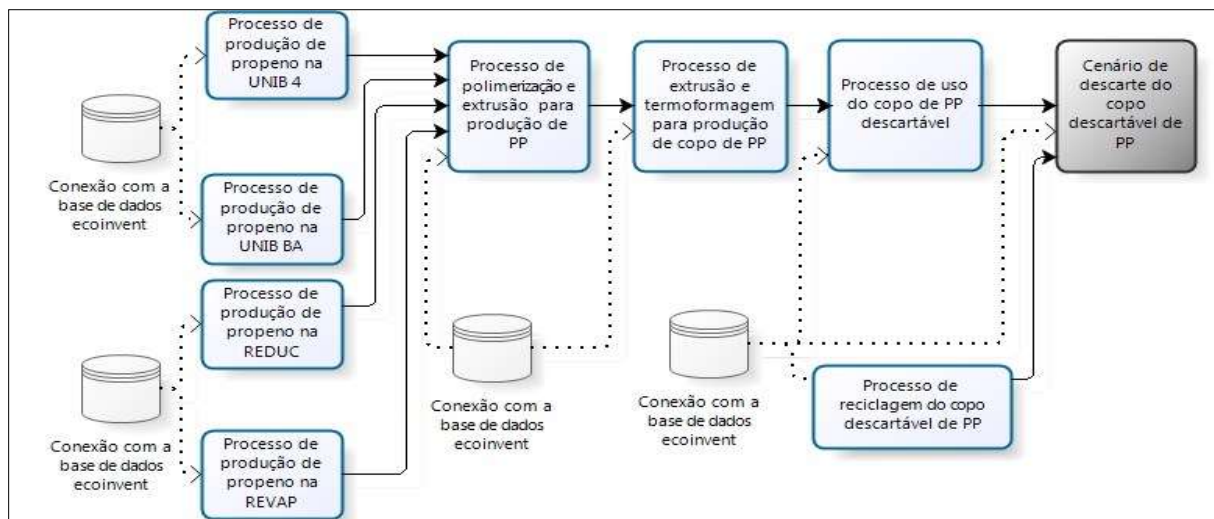 Processo de
produção de
propeno na
UNIB 4
Conexão com a
base de dados
ecoinvent
Processo de
produção de
propeno na
UNIB BA
Processo de
produção de
propeno na
REDUC
Conexão com a
base de dados
ecoinvent
Processo de
produção de
propeno na
REVAP
Processo de
polimerização e
extrusão para
produção de
PP
Conexão com a
base de dados
ecoinvent
Processo de
extrusão e
termoformagem
para produção
de copo de PP
Conexão com a
base de dados
ecoinvent
Processo de uso
do copo de PP
descartável
Processo de
reciclagem do copo
descartável de PP
Cenário de
descarte do
copo
descartável de
PP